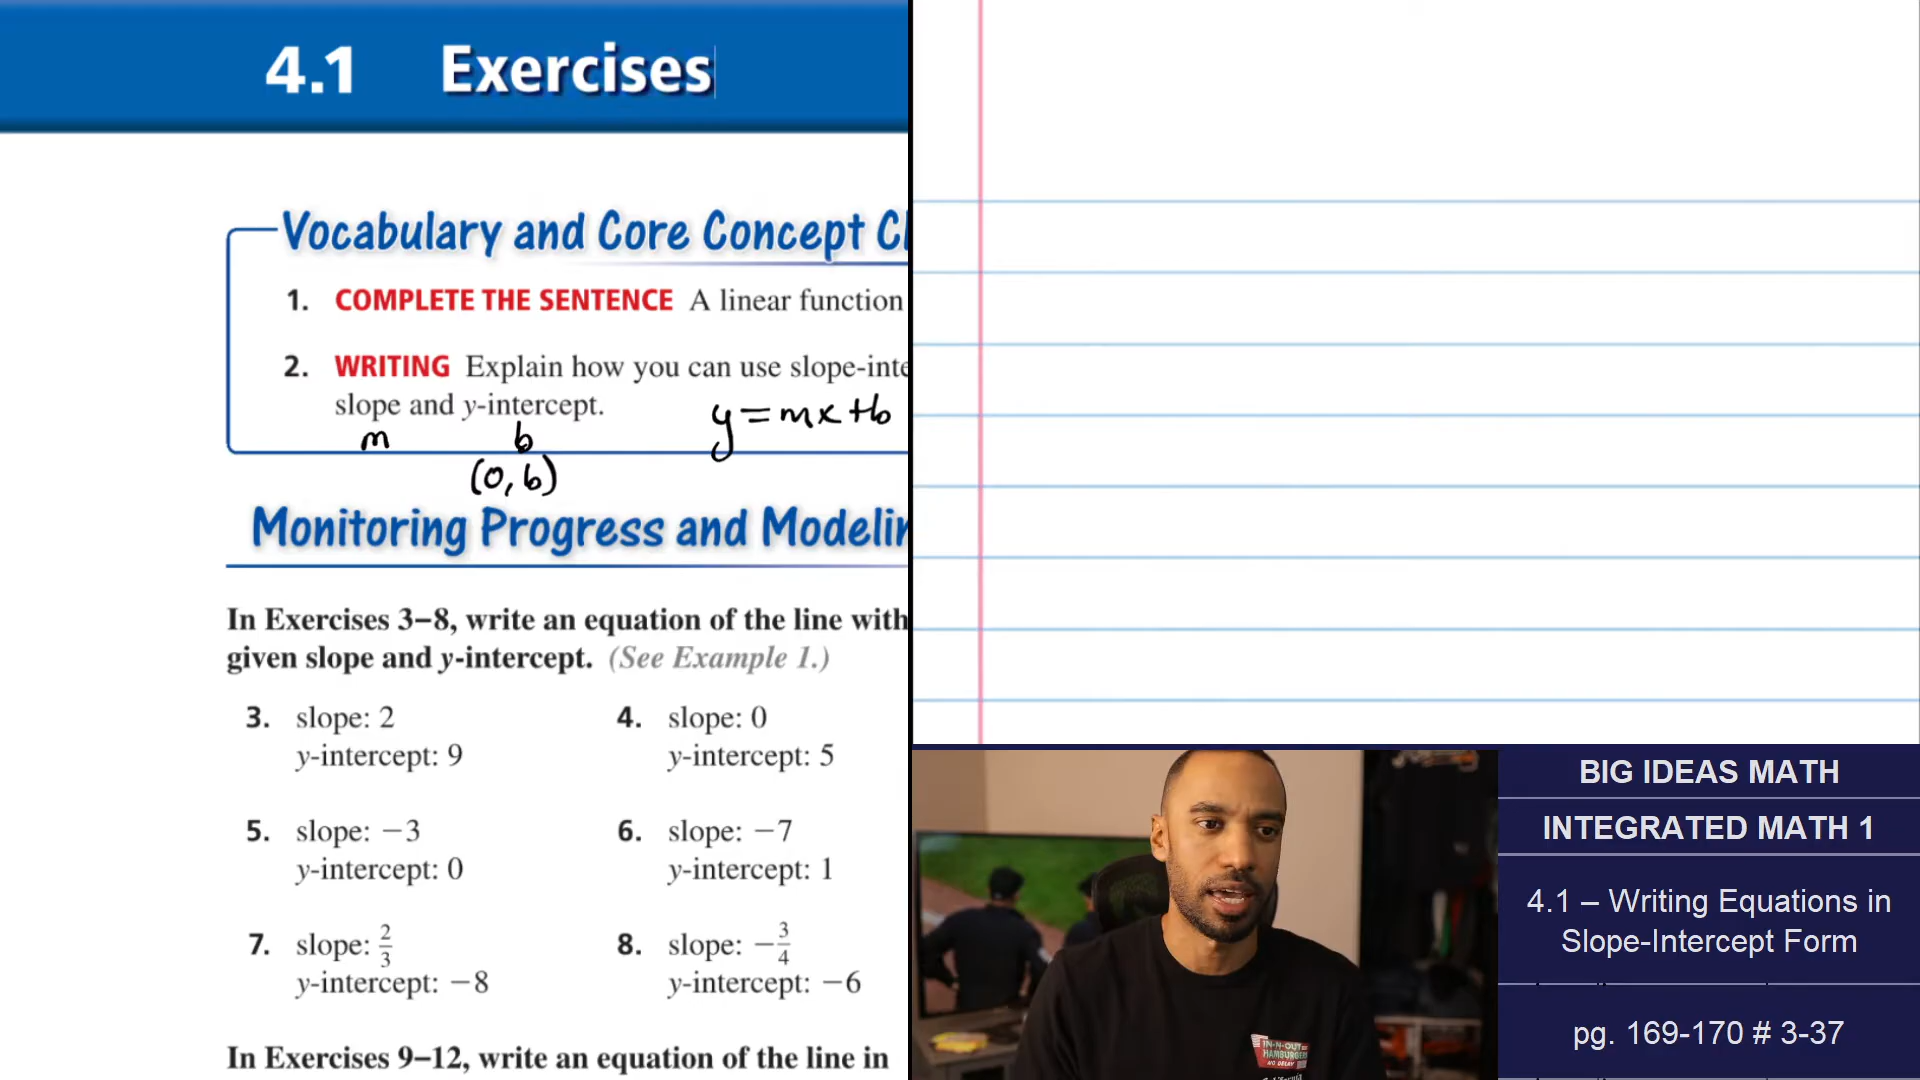 4.1 Exercises
Vocabulary and Core Concept C
1. COMPLETE THE SENTENCE A linear function
2. WRITING Explain how you can use slope-inte
slope and y-intercept.
y = mx + b
m b
(0, b)
Monitoring Progress and Modelin
In Exercises 3–8, write an equation of the line with
given slope and y-intercept. (See Example 1.)
3. slope: 2
y-intercept: 9
4. slope: 0
y-intercept: 5
5. slope: −3
y-intercept: 0
6. slope: −7
y-intercept: 1
7. slope: 2/3
y-intercept: −8
8. slope: −3/4
y-intercept: −6
In Exercises 9–12, write an equation of the line in
IN-N-OUT
HAMBURGERS
NO DELAY
BIG IDEAS MATH
INTEGRATED MATH 1
4.1 – Writing Equations in
Slope-Intercept Form
pg. 169-170 # 3-37